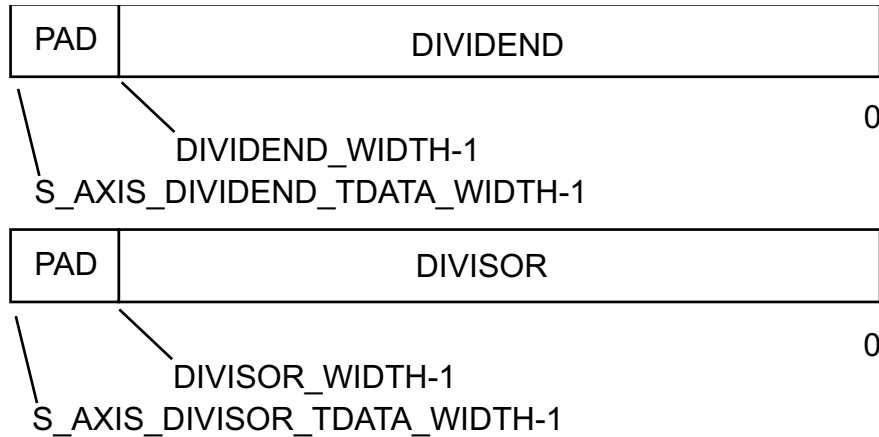 PAD DIVIDEND
0
DIVIDEND_WIDTH-1
S_AXIS_DIVIDEND_TDATA_WIDTH-1
PAD DIVISOR
0
DIVISOR_WIDTH-1
S_AXIS_DIVISOR_TDATA_WIDTH-1